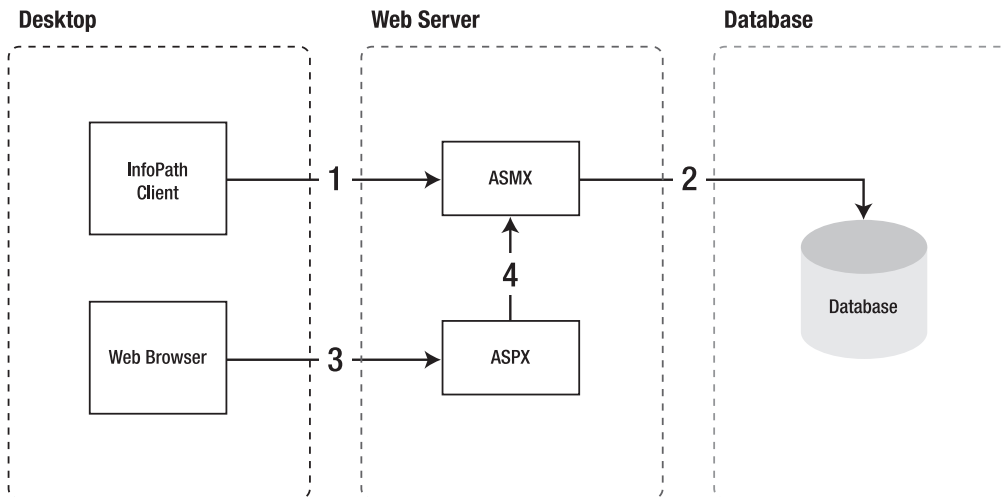 Desktop
Web Server
Database
InfoPath
Client
1
ASMX
2
4
Database
Web Browser
3
ASPX